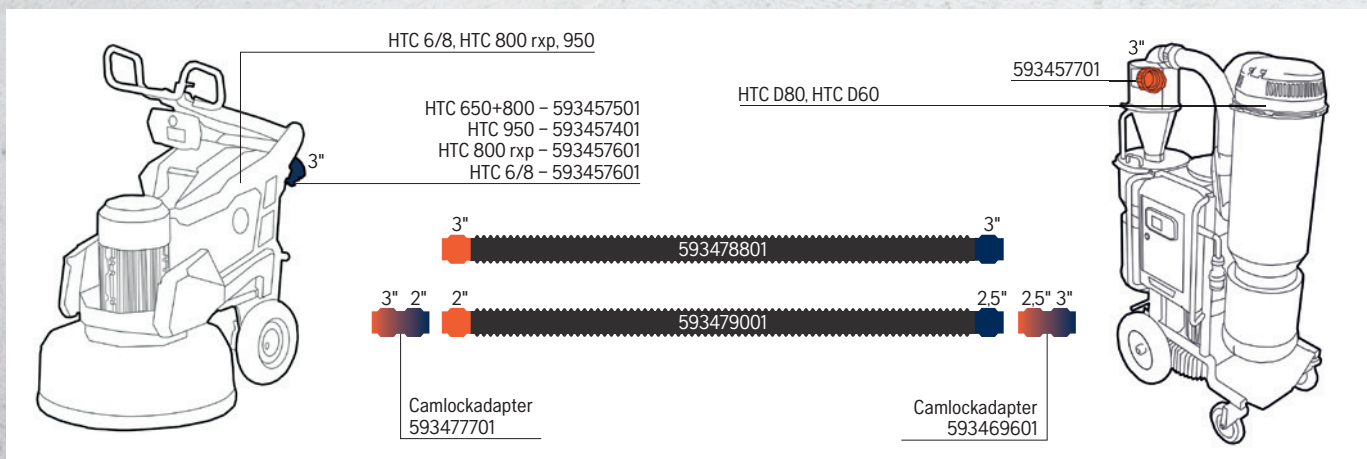 HTC 6/8, HTC 800 rxp, 950
HTC 650+800 – 593457501
HTC 950 – 593457401
HTC 800 rxp – 593457601
HTC 6/8 – 593457601
3"
3"
593457701
HTC D80, HTC D60
3"
593478801
3"
3" 2"
2"
593479001
2,5"
2,5" 3"
Camlockadapter
593477701
Camlockadapter
593469601